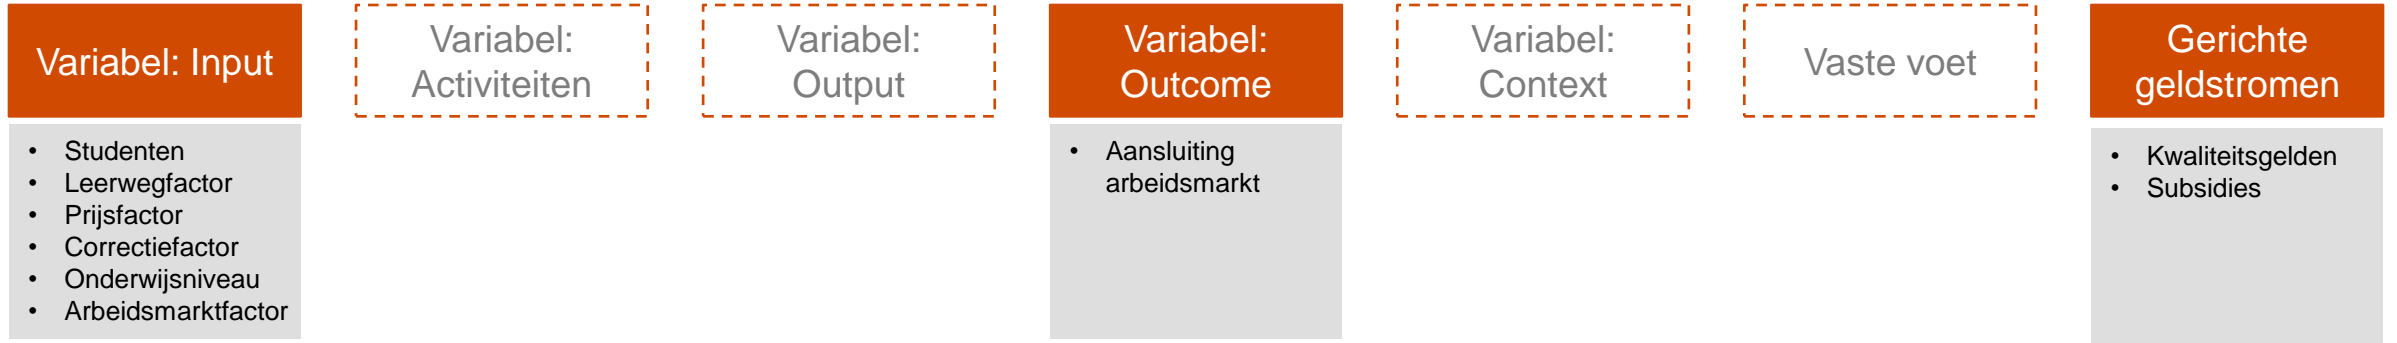 Variabel: Input
• Studenten
• Leerwegfactor
• Prijsfactor
• Correctiefactor
• Onderwijsniveau
• Arbeidsmarktfactor
Variabel:
Activiteiten
Variabel:
Output
Variabel:
Outcome
• Aansluiting
arbeidsmarkt
Variabel:
Context
Vaste voet
Gerichte
geldstromen
• Kwaliteitsgelden
• Subsidies